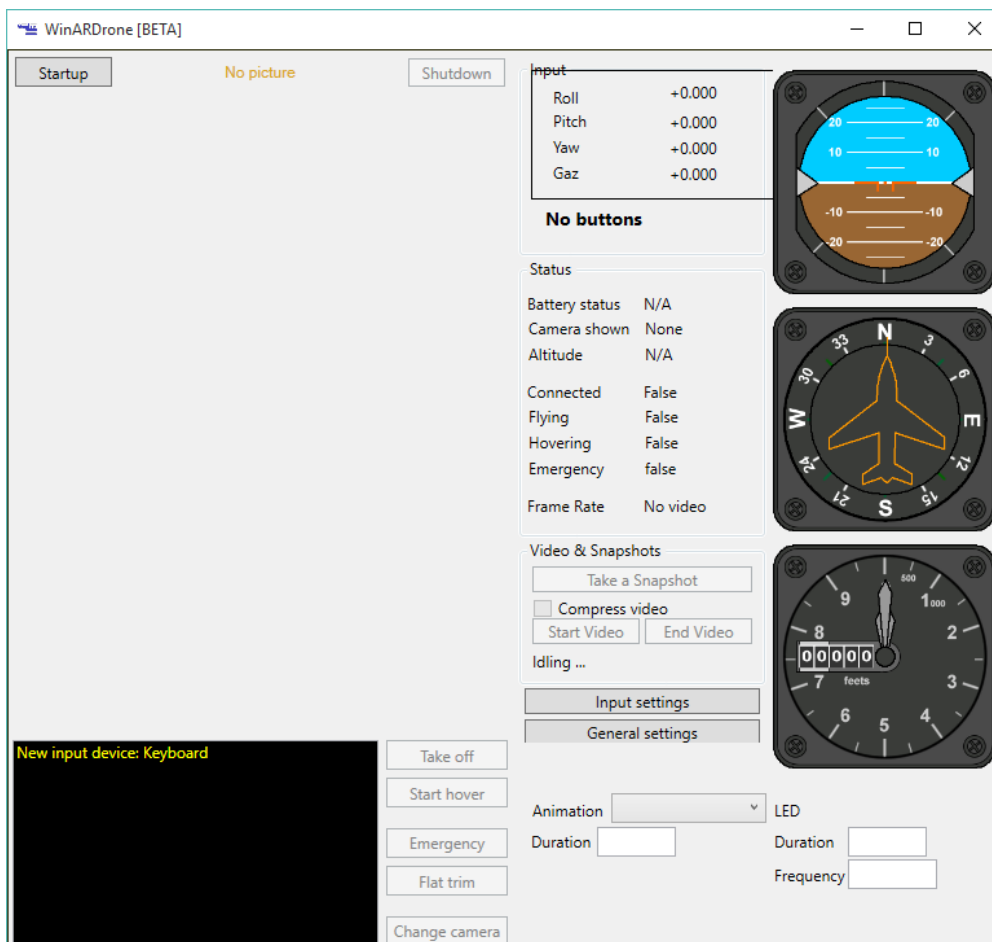 WinARDrone [BETA]
Startup
No picture
Shutdown
Input
Roll +0.000
Pitch +0.000
Yaw +0.000
Gaz +0.000
No buttons
Status
Battery status N/A
Camera shown None
Altitude N/A
Connected False
Flying False
Hovering False
Emergency false
Frame Rate No video
Video & Snapshots
Take a Snapshot
Compress video
Start Video End Video
Idling ...
Input settings
General settings
20 20
10 10
-10 -10
-20 -20
N
33 3
30 6
W E
24 12
21 15
S
500
9 1000
8 2
00000
feets
7 3
6 4
5
New input device: Keyboard
Take off
Start hover
Emergency
Flat trim
Change camera
Animation
Duration
LED
Duration
Frequency